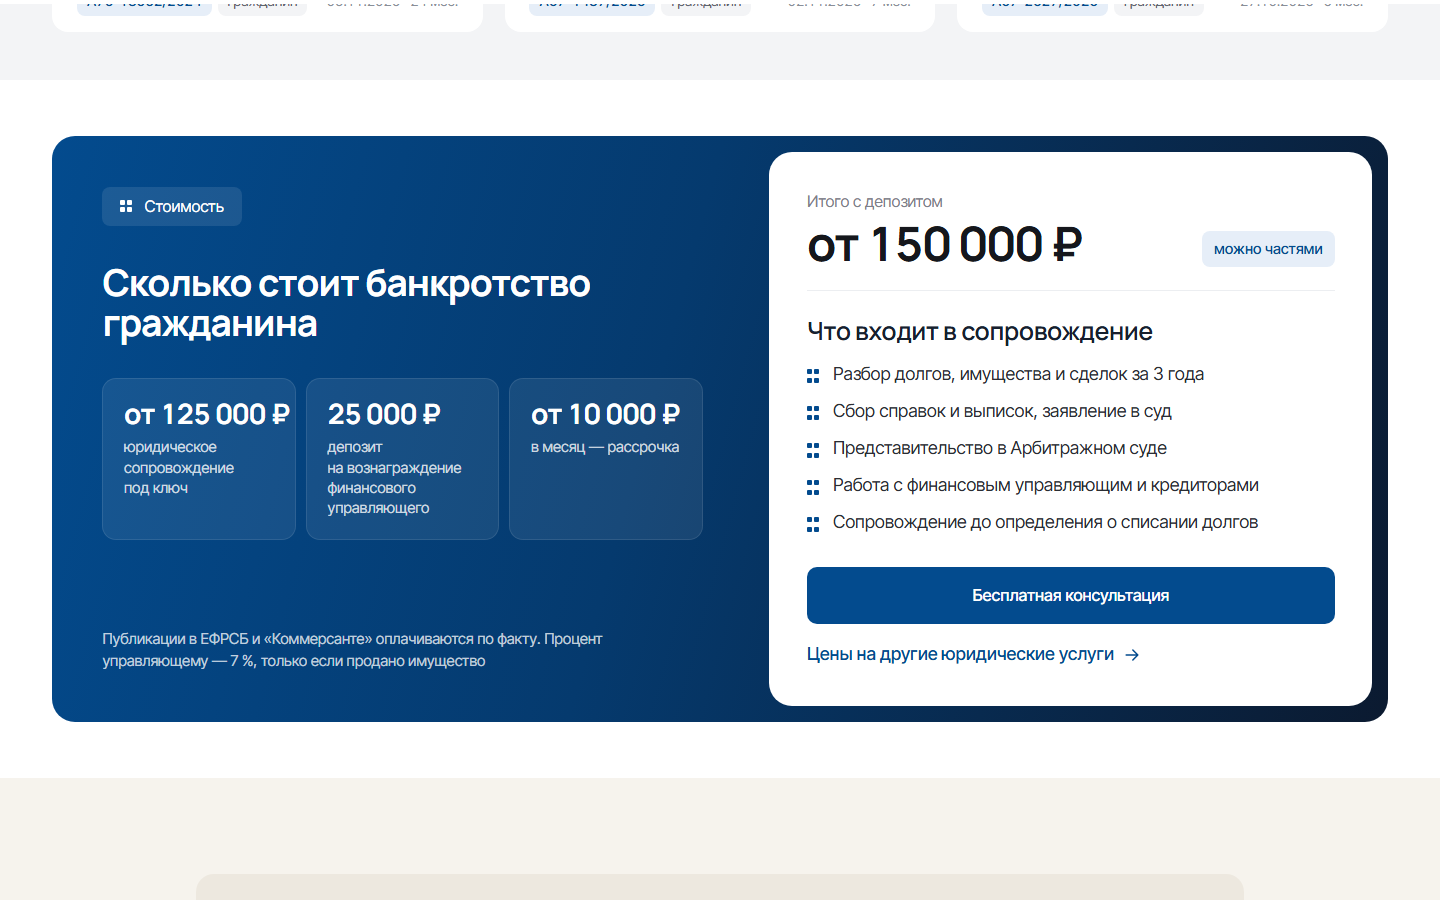 Стоимость
Сколько стоит банкротство
гражданина
от 125 000 ₽
юридическое
сопровождение
под ключ
25 000 ₽
депозит
на вознаграждение
финансового
управляющего
от 10 000 ₽
в месяц — рассрочка
Публикации в ЕФРСБ и «Коммерсанте» оплачиваются по факту. Процент
управляющему — 7 %, только если продано имущество
Итого с депозитом
от 150 000 ₽
можно частями
Что входит в сопровождение
Разбор долгов, имущества и сделок за 3 года
Сбор справок и выписок, заявление в суд
Представительство в Арбитражном суде
Работа с финансовым управляющим и кредиторами
Сопровождение до определения о списании долгов
Бесплатная консультация
Цены на другие юридические услуги →